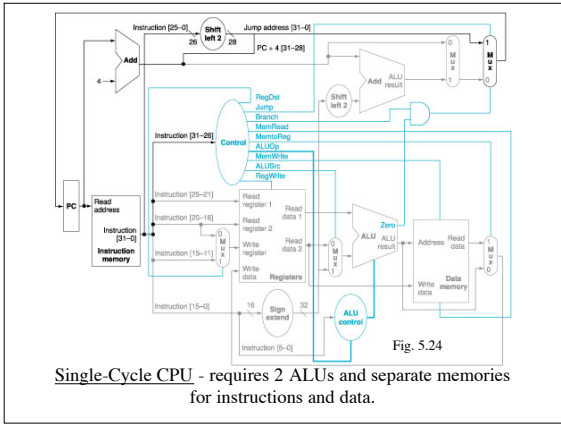 Instruction [25–0]
Shift
left 2
Jump address [31–0]
26
28
PC + 4 [31–28]
Add
4
0
M
u
x
1
1
M
u
x
0
Add
ALU
result
Shift
left 2
RegDst
Jump
Branch
MemRead
MemtoReg
ALUOp
MemWrite
ALUSrc
RegWrite
Instruction [31–26]
Control
PC
Read
address
Instruction
[31–0]
Instruction
memory
Instruction [25–21]
Instruction [20–16]
Instruction [15–11]
0
M
u
x
1
Read
register 1
Read
register 2
Write
register
Write
data
Read
data 1
Read
data 2
Registers
0
M
u
x
1
Zero
ALU
ALU
result
Address
Read
data
Write
data
Data
memory
1
M
u
x
0
Instruction [15–0]
16
Sign
extend
32
Instruction [5–0]
ALU
control
Fig. 5.24
Single-Cycle CPU - requires 2 ALUs and separate memories
for instructions and data.